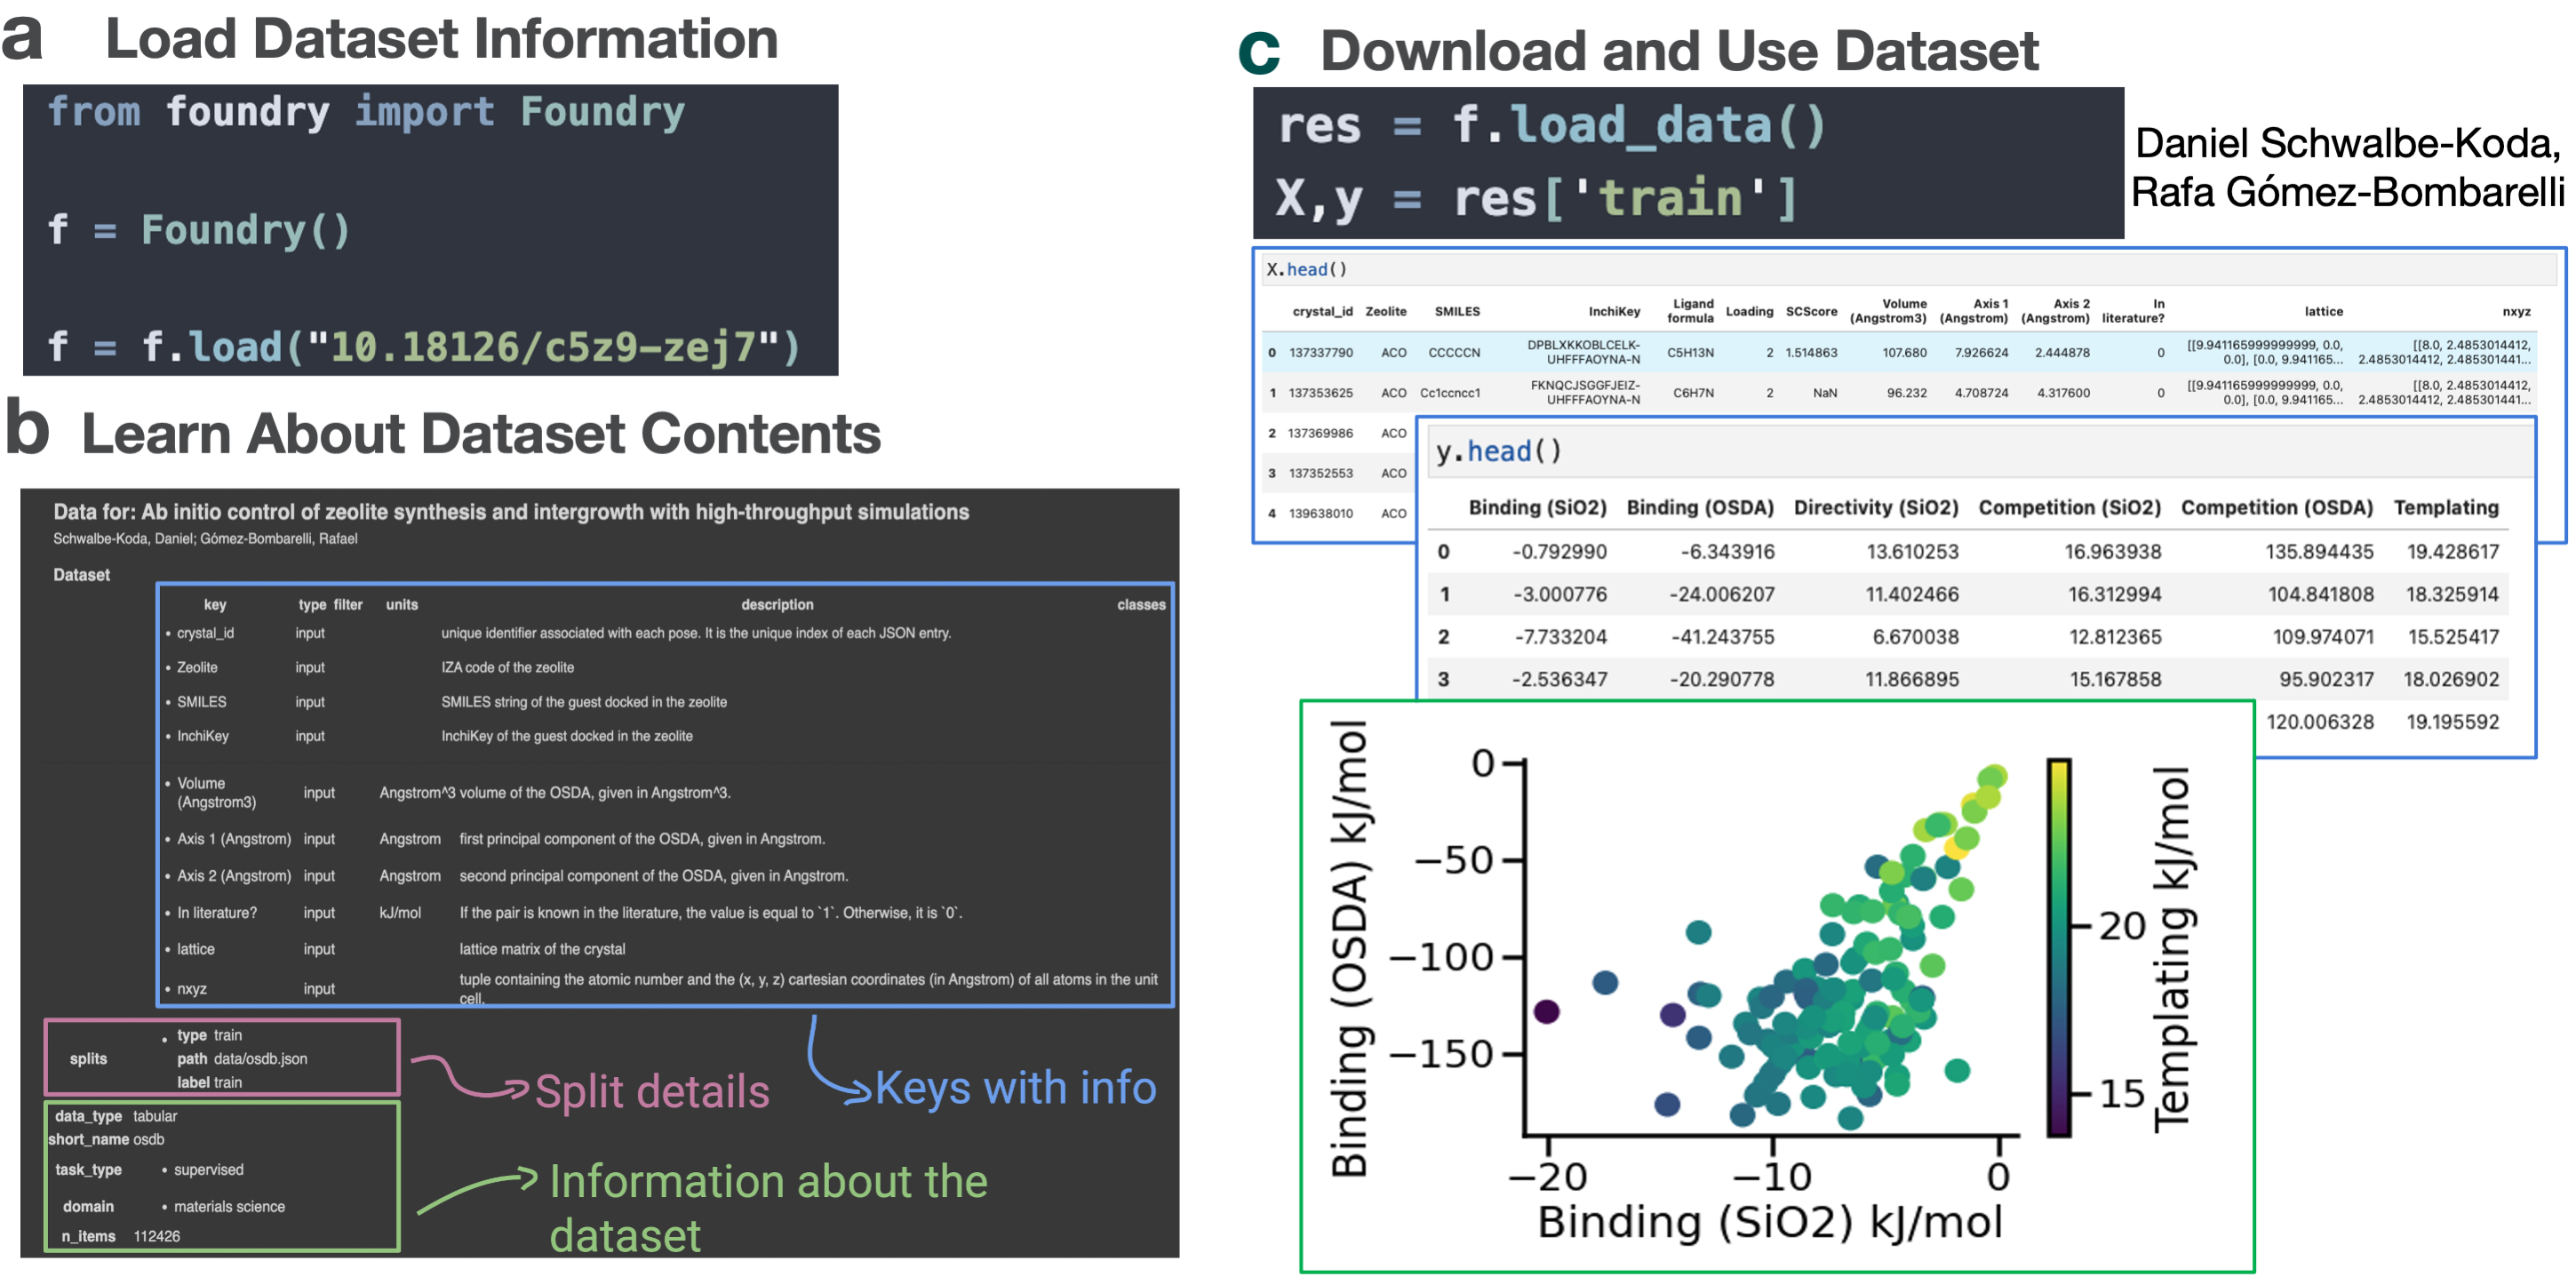 a Load Dataset Information
from foundry import Foundry
f = Foundry()
f = f.load("10.18126/c5z9-zej7")
b Learn About Dataset Contents
Data for: Ab initio control of zeolite synthesis and intergrowth with high-throughput simulations
Schwalbe-Koda, Daniel; Gómez-Bombarelli, Rafael
Dataset
key type filter units description classes
• crystal_id input unique identifier associated with each pose. It is the unique index of each JSON entry.
• Zeolite input IZA code of the zeolite
• SMILES input SMILES string of the guest docked in the zeolite
• InchiKey input InchiKey of the guest docked in the zeolite
• Volume
(Angstrom3) input Angstrom^3 volume of the OSDA, given in Angstrom^3.
• Axis 1 (Angstrom) input Angstrom first principal component of the OSDA, given in Angstrom.
• Axis 2 (Angstrom) input Angstrom second principal component of the OSDA, given in Angstrom.
• In literature? input kJ/mol If the pair is known in the literature, the value is equal to `1`. Otherwise, it is `0`.
• lattice input lattice matrix of the crystal
• nxyz input tuple containing the atomic number and the (x, y, z) cartesian coordinates (in Angstrom) of all atoms in the unit
cell.
splits
• type train
path data/osdb.json
label train
Split details
Keys with info
data_type tabular
short_name osdb
task_type • supervised
domain • materials science
n_items 112426
Information about the
dataset
c Download and Use Dataset
res = f.load_data()
X,y = res['train']
Daniel Schwalbe-Koda,
Rafa Gómez-Bombarelli
X.head()
crystal_id Zeolite SMILES InchiKey Ligand formula Loading SCScore Volume (Angstrom3) Axis 1 (Angstrom) Axis 2 (Angstrom) In literature? lattice nxyz
0 137337790 ACO CCCCCN DPBLXKKOBLCELK-UHFFFAOYNA-N C5H13N 2 1.514863 107.680 7.926624 2.444878 0 [[9.941165999999999, 0.0, 0.0], [0.0, 9.941165... [[8.0, 2.4853014412, 2.4853014412, 2.485301441...
1 137353625 ACO Cc1ccncc1 FKNQCJSGGFJEIZ-UHFFFAOYNA-N C6H7N 2 NaN 96.232 4.708724 4.317600 0 [[9.941165999999999, 0.0, 0.0], [0.0, 9.941165... [[8.0, 2.4853014412, 2.4853014412, 2.485301441...
2 137369986 ACO
3 137352553 ACO
4 139638010 ACO
y.head()
Binding (SiO2) Binding (OSDA) Directivity (SiO2) Competition (SiO2) Competition (OSDA) Templating
0 -0.792990 -6.343916 13.610253 16.963938 135.894435 19.428617
1 -3.000776 -24.006207 11.402466 16.312994 104.841808 18.325914
2 -7.733204 -41.243755 6.670038 12.812365 109.974071 15.525417
3 -2.536347 -20.290778 11.866895 15.167858 95.902317 18.026902
120.006328 19.195592
Binding (OSDA) kJ/mol
0
−50
−100
−150
−20 −10 0
Binding (SiO2) kJ/mol
20
15
Templating kJ/mol